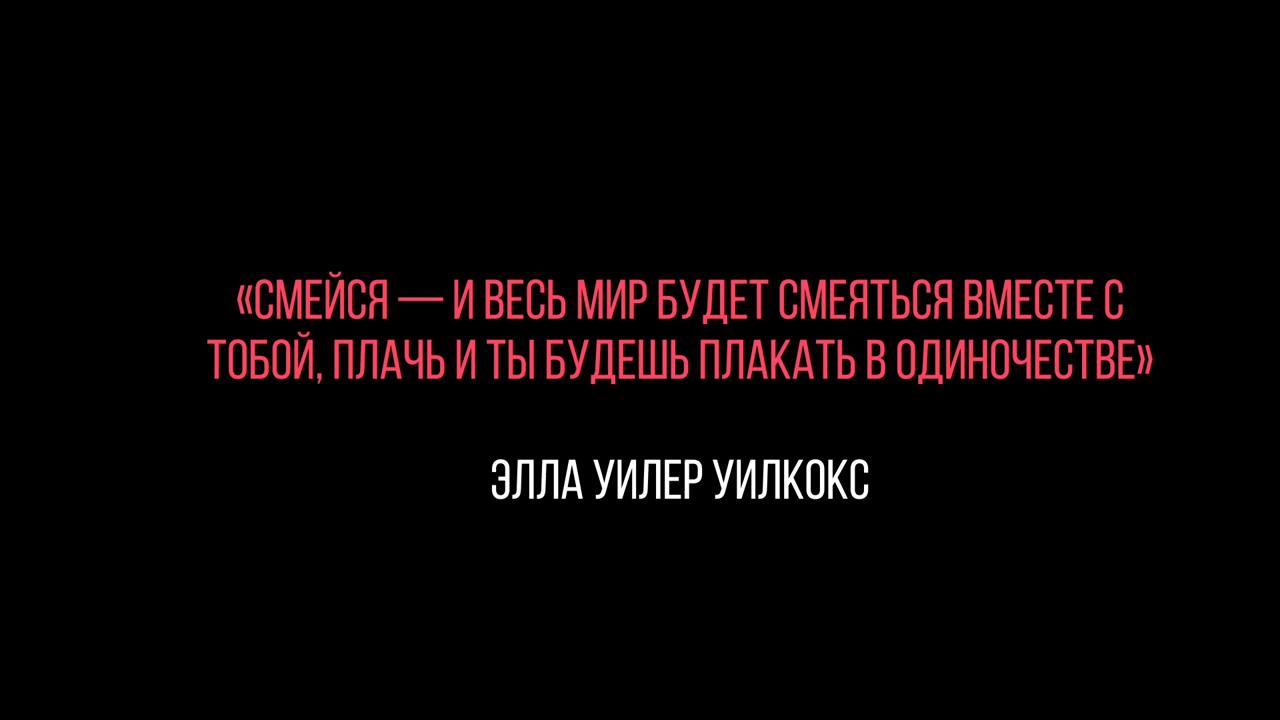 «СМЕЙСЯ — И ВЕСЬ МИР БУДЕТ СМЕЯТЬСЯ ВМЕСТЕ С
ТОБОЙ, ПЛАЧЬ И ТЫ БУДЕШЬ ПЛАКАТЬ В ОДИНОЧЕСТВЕ»
ЭЛЛА УИЛЕР УИЛКОКС